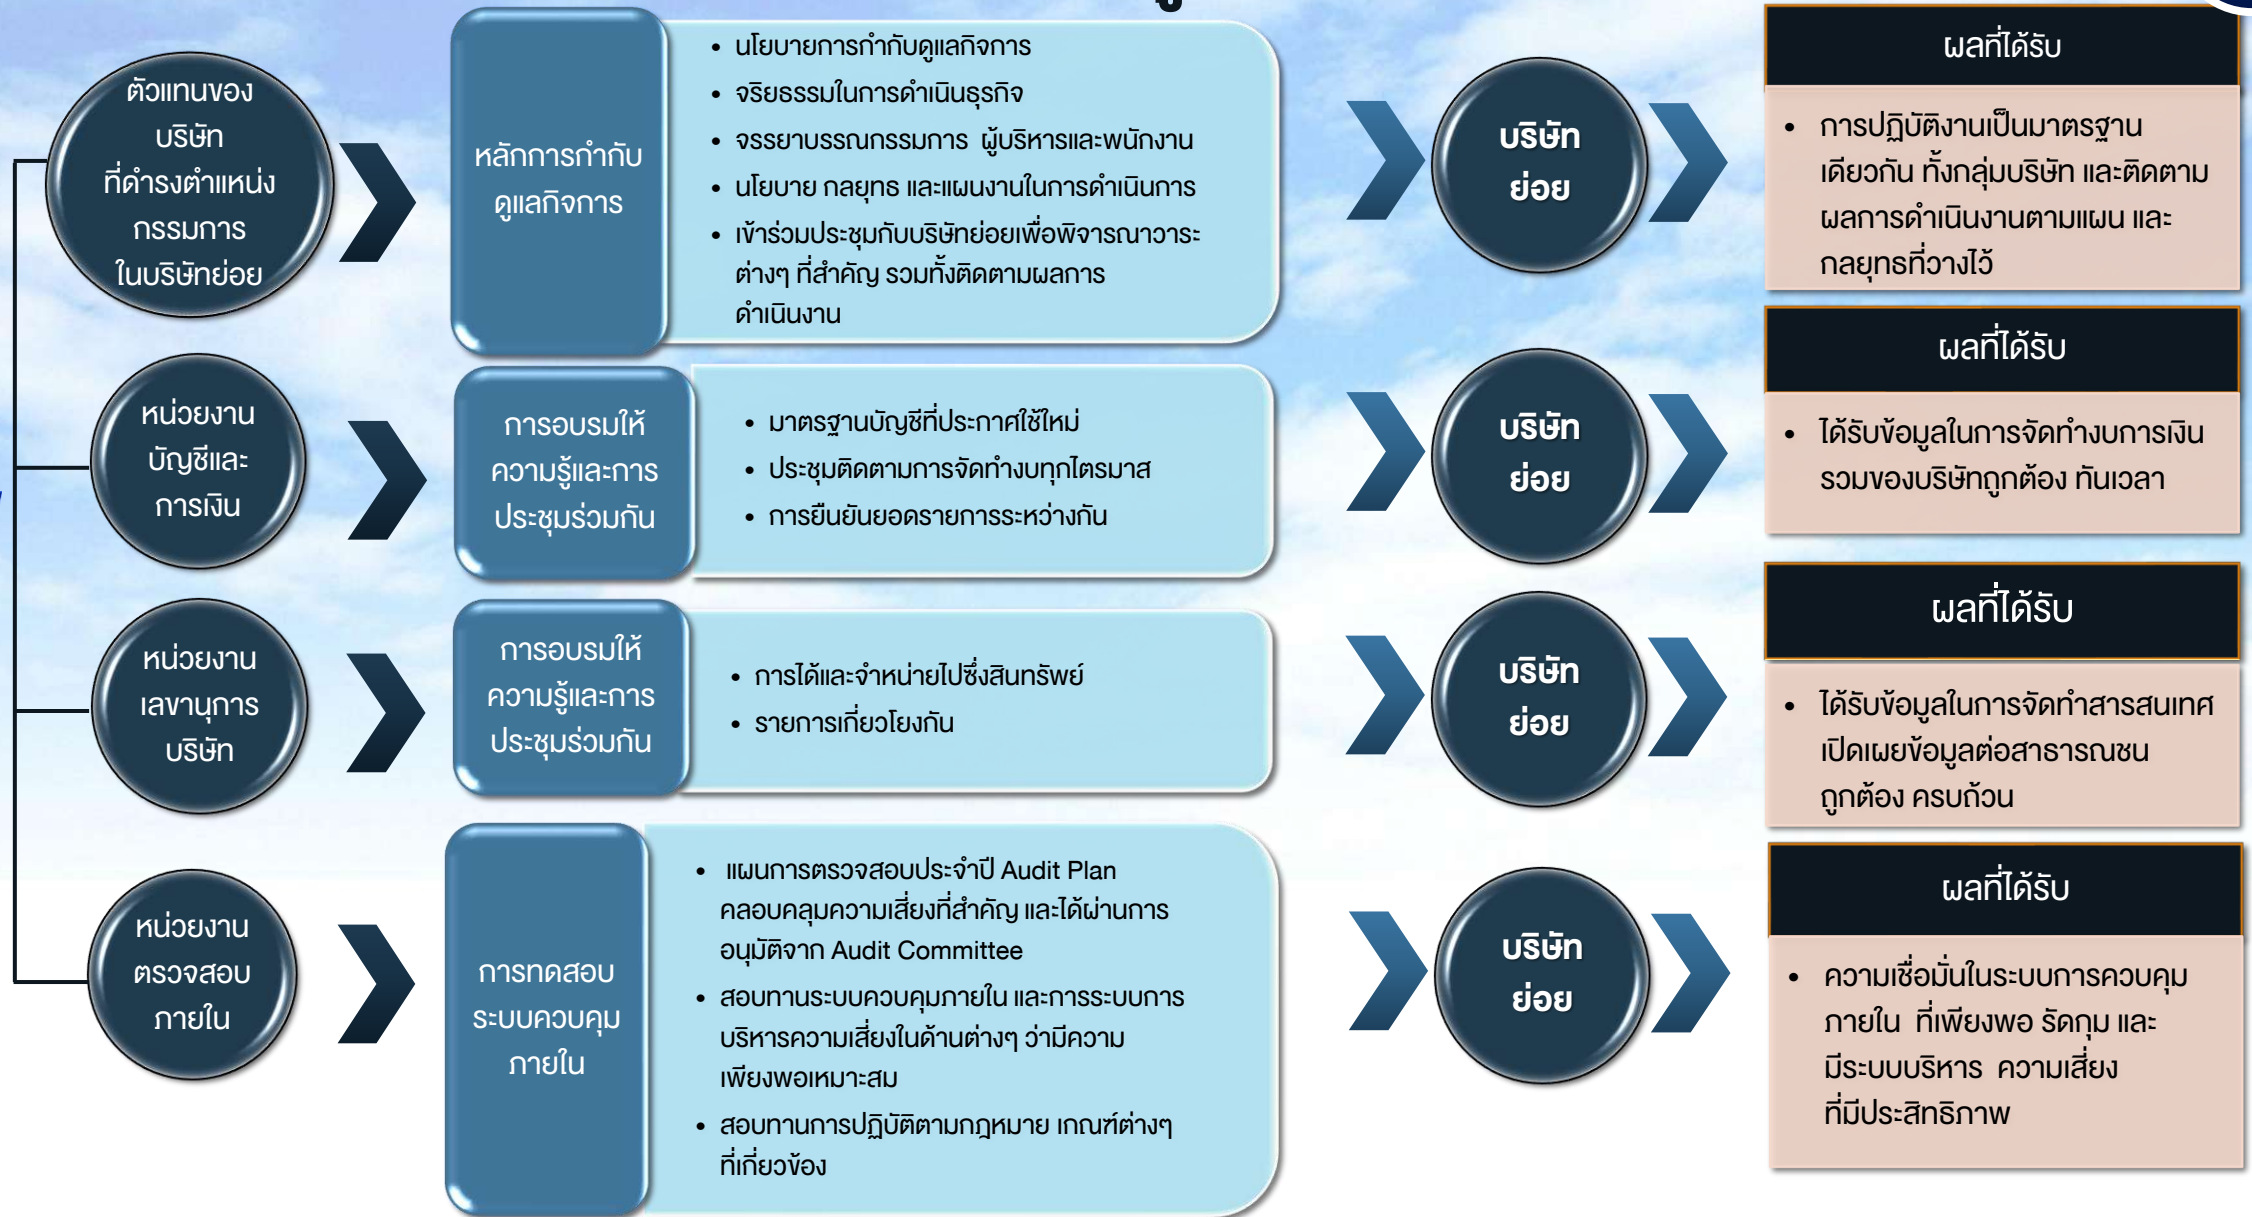 ตัวแทนของ
บริษัท
ที่ดำรงตำแหน่ง
กรรมการ
ในบริษัทย่อย
หลักการกำกับ
ดูแลกิจการ
• นโยบายการกำกับดูแลกิจการ
• จริยธรรมในการดำเนินธุรกิจ
• จรรยาบรรณกรรมการ ผู้บริหารและพนักงาน
• นโยบาย กลยุทธ และแผนงานในการดำเนินการ
• เข้าร่วมประชุมกับบริษัทย่อยเพื่อพิจารณาวาระ
ต่างๆ ที่สำคัญ รวมทั้งติดตามผลการ
ดำเนินงาน
บริษัท
ย่อย
ผลที่ได้รับ
• การปฏิบัติงานเป็นมาตรฐาน
เดียวกัน ทั้งกลุ่มบริษัท และติดตาม
ผลการดำเนินงานตามแผน และ
กลยุทธที่วางไว้
หน่วยงาน
บัญชีและ
การเงิน
การอบรมให้
ความรู้และการ
ประชุมร่วมกัน
• มาตรฐานบัญชีที่ประกาศใช้ใหม่
• ประชุมติดตามการจัดทำงบทุกไตรมาส
• การยืนยันยอดรายการระหว่างกัน
บริษัท
ย่อย
ผลที่ได้รับ
• ได้รับข้อมูลในการจัดทำงบการเงิน
รวมของบริษัทถูกต้อง ทันเวลา
หน่วยงาน
เลขานุการ
บริษัท
การอบรมให้
ความรู้และการ
ประชุมร่วมกัน
• การได้และจำหน่ายไปซึ่งสินทรัพย์
• รายการเกี่ยวโยงกัน
บริษัท
ย่อย
ผลที่ได้รับ
• ได้รับข้อมูลในการจัดทำสารสนเทศ
เปิดเผยข้อมูลต่อสาธารณชน
ถูกต้อง ครบถ้วน
หน่วยงาน
ตรวจสอบ
ภายใน
การทดสอบ
ระบบควบคุม
ภายใน
• แผนการตรวจสอบประจำปี Audit Plan
คลอบคลุมความเสี่ยงที่สำคัญ และได้ผ่านการ
อนุมัติจาก Audit Committee
• สอบทานระบบควบคุมภายใน และการระบบการ
บริหารความเสี่ยงในด้านต่างๆ ว่ามีความ
เพียงพอเหมาะสม
• สอบทานการปฏิบัติตามกฎหมาย เกณฑ์ต่างๆ
ที่เกี่ยวข้อง
บริษัท
ย่อย
ผลที่ได้รับ
• ความเชื่อมั่นในระบบการควบคุม
ภายใน ที่เพียงพอ รัดกุม และ
มีระบบบริหาร ความเสี่ยง
ที่มีประสิทธิภาพ